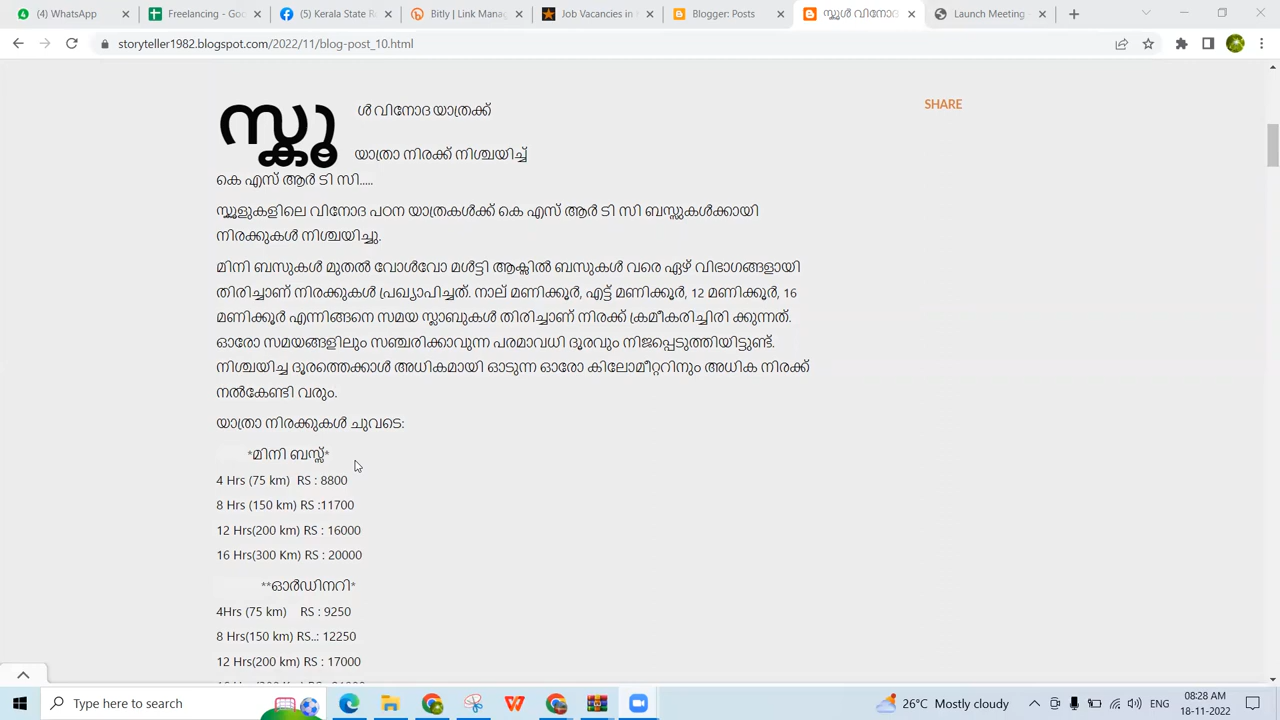 (4) WhatsApp
Freelancing - Goo
(5) Kerala State R
Bitly | Link Manag
Job Vacancies in
Blogger: Posts
സ്കൂൾ വിനോദ
Launch Meeting
storyteller1982.blogspot.com/2022/11/blog-post_10.html
SHARE
സ്കൂൾ വിനോദ യാത്രക്ക്
യാത്രാ നിരക്ക് നിശ്ചയിച്ച്
കെ എസ് ആർ ടി സി.....
സ്കൂളുകളിലെ വിനോദ പഠന യാത്രകൾക്ക് കെ എസ് ആർ ടി സി ബസ്സുകൾക്കായി
നിരക്കുകൾ നിശ്ചയിച്ചു.
മിനി ബസുകൾ മുതൽ വോൾവോ മൾട്ടി ആക്സിൽ ബസുകൾ വരെ ഏഴ് വിഭാഗങ്ങളായി
തിരിച്ചാണ് നിരക്കുകൾ പ്രഖ്യാപിച്ചത്. നാല് മണിക്കൂർ, എട്ട് മണിക്കൂർ, 12 മണിക്കൂർ, 16
മണിക്കൂർ എന്നിങ്ങനെ സമയ സ്ലാബുകൾ തിരിച്ചാണ് നിരക്ക് ക്രമീകരിച്ചിരി ക്കുന്നത്.
ഓരോ സമയങ്ങളിലും സഞ്ചരിക്കാവുന്ന പരമാവധി ദൂരവും നിജപ്പെടുത്തിയിട്ടുണ്ട്.
നിശ്ചയിച്ച ദൂരത്തെക്കാൾ അധികമായി ഓടുന്ന ഓരോ കിലോമീറ്ററിനും അധിക നിരക്ക്
നൽകേണ്ടി വരും.
യാത്രാ നിരക്കുകൾ ചുവടെ:
*മിനി ബസ്സ്*
4 Hrs (75 km) RS : 8800
8 Hrs (150 km) RS :11700
12 Hrs(200 km) RS : 16000
16 Hrs(300 Km) RS : 20000
**ഓർഡിനറി*
4Hrs (75 km) RS : 9250
8 Hrs(150 km) RS..: 12250
12 Hrs(200 km) RS : 17000
Type here to search
26°C Mostly cloudy
ENG
08:28 AM
18-11-2022